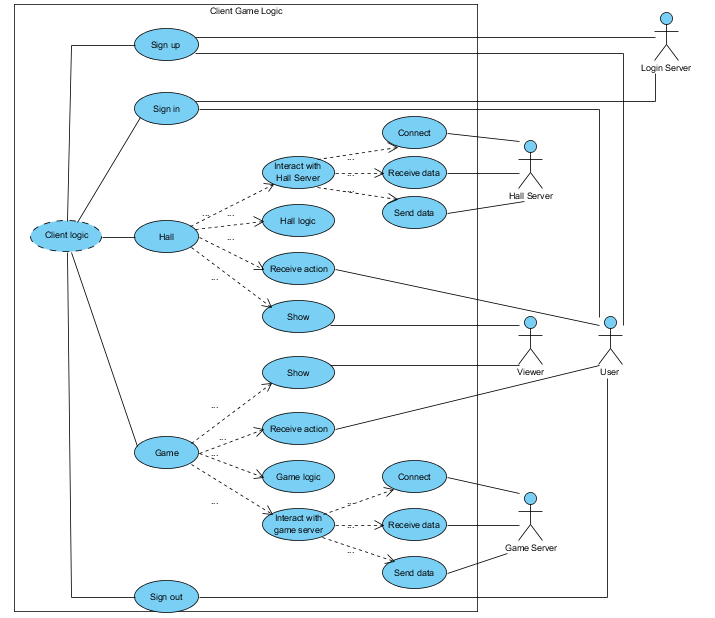 Client Game Logic
Sign up
Login Server
Sign in
Connect
Interact with
Hall Server
...
Receive data
...
Hall Server
...
Send data
...
...
Hall logic
Client logic
Hall
...
Receive action
...
Show
Viewer
User
Show
...
Receive action
...
Game
Game logic
Connect
...
...
Interact with
game server
Receive data
...
Game Server
...
Send data
Sign out